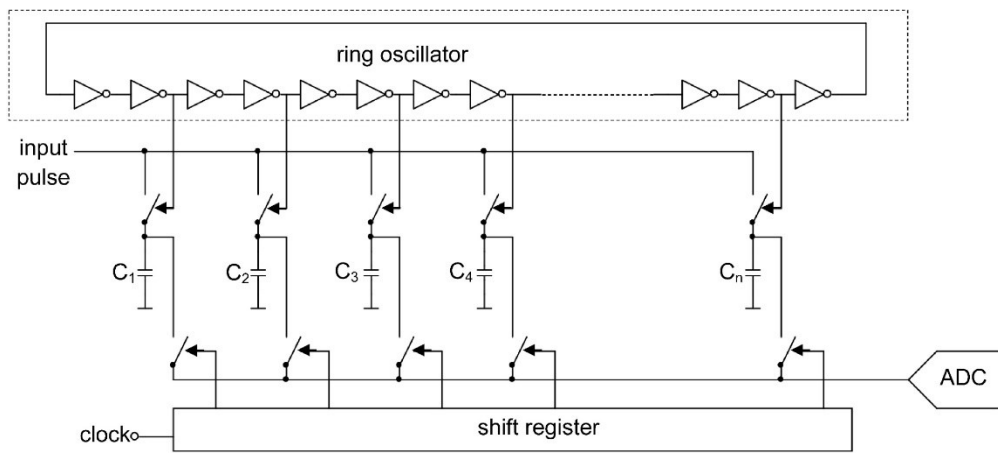 ring oscillator
input
pulse
C1
C2
C3
C4
Cn
ADC
shift register
clock